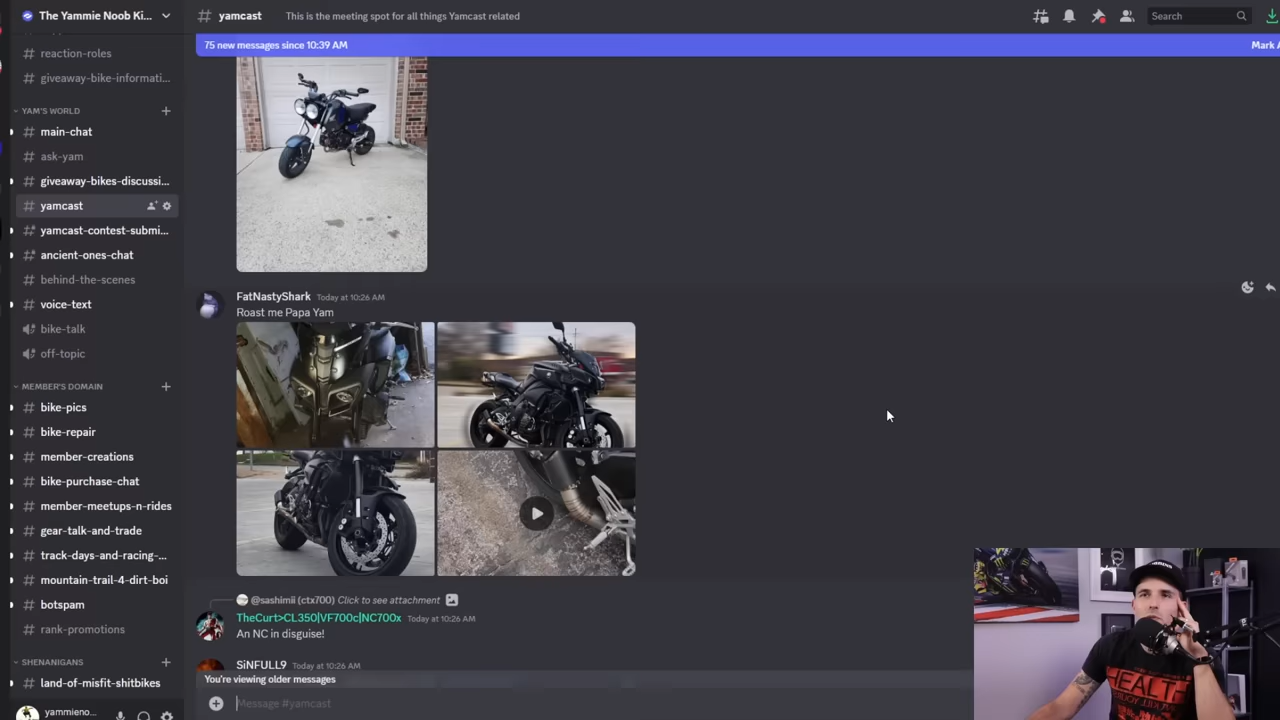 The Yammie Noob Ki...
reaction-roles
giveaway-bike-informati...
YAM'S WORLD
main-chat
ask-yam
giveaway-bikes-discussi...
yamcast
yamcast-contest-submi...
ancient-ones-chat
behind-the-scenes
voice-text
bike-talk
off-topic
MEMBER'S DOMAIN
bike-pics
bike-repair
member-creations
bike-purchase-chat
member-meetups-n-rides
gear-talk-and-trade
track-days-and-racing-...
mountain-trail-4-dirt-boi
botspam
rank-promotions
SHENANIGANS
land-of-misfit-shitbikes
yammieno...
yamcast This is the meeting spot for all things Yamcast related
Search
75 new messages since 10:39 AM
Mark A
FatNastyShark Today at 10:26 AM
Roast me Papa Yam
@sashimii (ctx700) Click to see attachment
TheCurt>CL350|VF700c|NC700x Today at 10:26 AM
An NC in disguise!
SiNFULL9 Today at 10:26 AM
You're viewing older messages
Message #yamcast
HEALTH